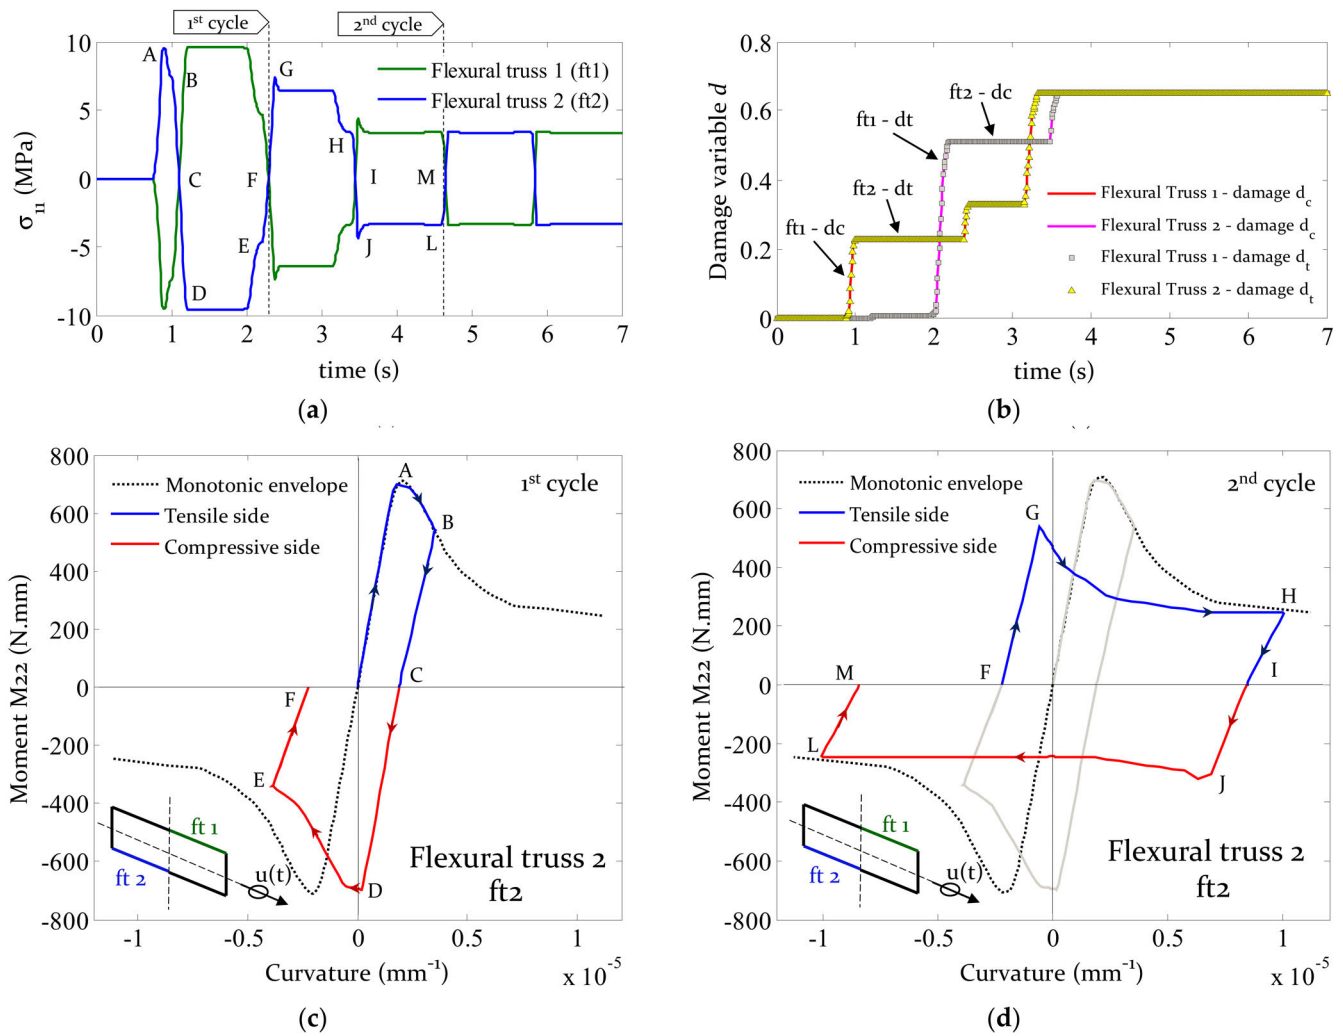 1st cycle
2nd cycle
10
5
0
-5
-10
0 1 2 3 4 5 6 7
σ11 (MPa)
time (s)
A
B
C
D
E
F
G
H
I
J
L
M
Flexural truss 1 (ft1)
Flexural truss 2 (ft2)
(a)
0.8
0.6
0.4
0.2
0
0 1 2 3 4 5 6 7
Damage variable d
time (s)
ft2 - dc
ft1 - dt
ft2 - dt
ft1 - dc
Flexural Truss 1 - damage dc
Flexural Truss 2 - damage dc
Flexural Truss 1 - damage dt
Flexural Truss 2 - damage dt
(b)
800
600
400
200
0
-200
-400
-600
-800
Moment M22 (N.mm)
Monotonic envelope
Tensile side
Compressive side
1st cycle
A
B
C
F
E
D
ft 1
ft 2
u(t)
Flexural truss 2
ft2
-1 -0.5 0 0.5 1
Curvature (mm-1)
x 10-5
(c)
800
600
400
200
0
-200
-400
-600
-800
Moment M22 (N.mm)
Monotonic envelope
Tensile side
Compressive side
2nd cycle
G
H
M
F
I
L
J
ft 1
ft 2
u(t)
Flexural truss 2
ft2
-1 -0.5 0 0.5 1
Curvature (mm-1)
x 10-5
(d)